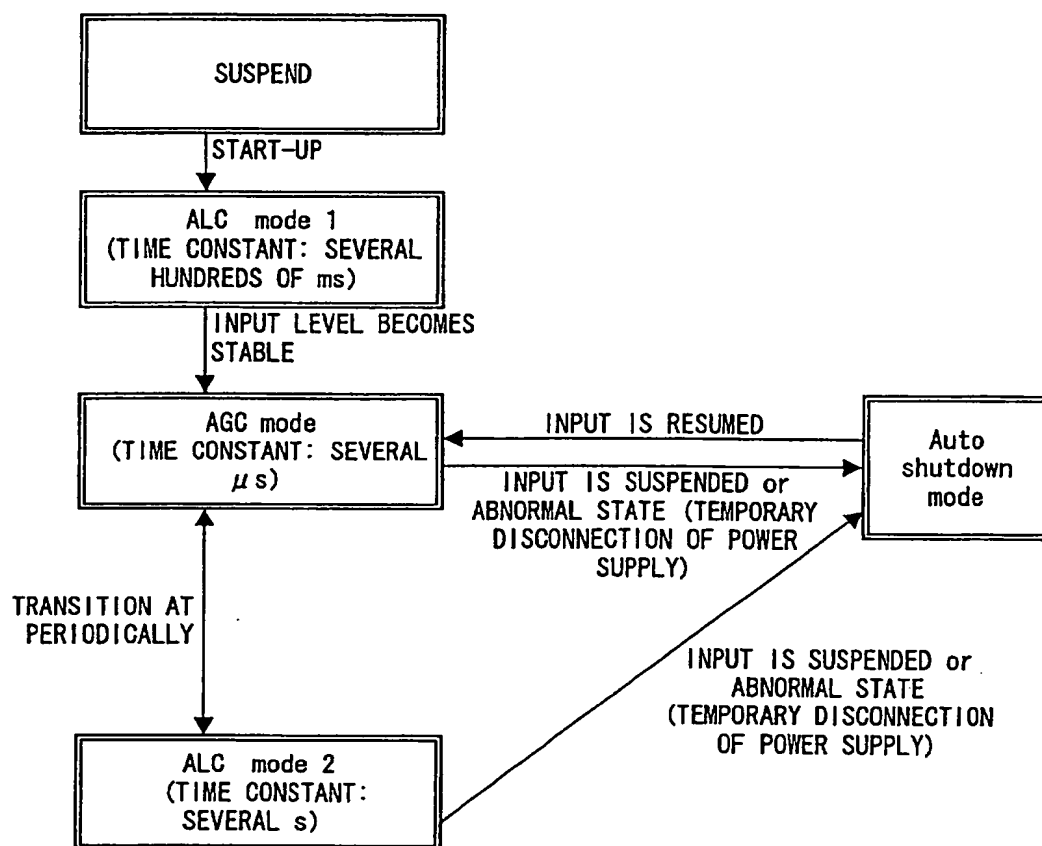 SUSPEND
START-UP
ALC mode 1
(TIME CONSTANT: SEVERAL
HUNDREDS OF ms)
INPUT LEVEL BECOMES
STABLE
AGC mode
(TIME CONSTANT: SEVERAL
μs)
INPUT IS RESUMED
INPUT IS SUSPENDED or
ABNORMAL STATE (TEMPORARY
DISCONNECTION OF POWER
SUPPLY)
Auto
shutdown
mode
TRANSITION AT
PERIODICALLY
INPUT IS SUSPENDED or
ABNORMAL STATE
(TEMPORARY DISCONNECTION
OF POWER SUPPLY)
ALC mode 2
(TIME CONSTANT:
SEVERAL s)